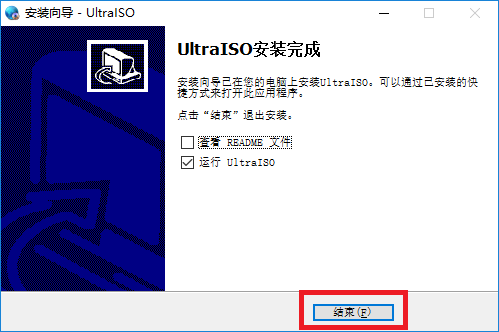 安装向导 - UltraISO
UltraISO安装完成
安装向导已在您的电脑上安装UltraISO。可以通过已安装的快
捷方式来打开此应用程序。
点击“结束”退出安装。
查看 README 文件
运行 UltraISO
结束(F)